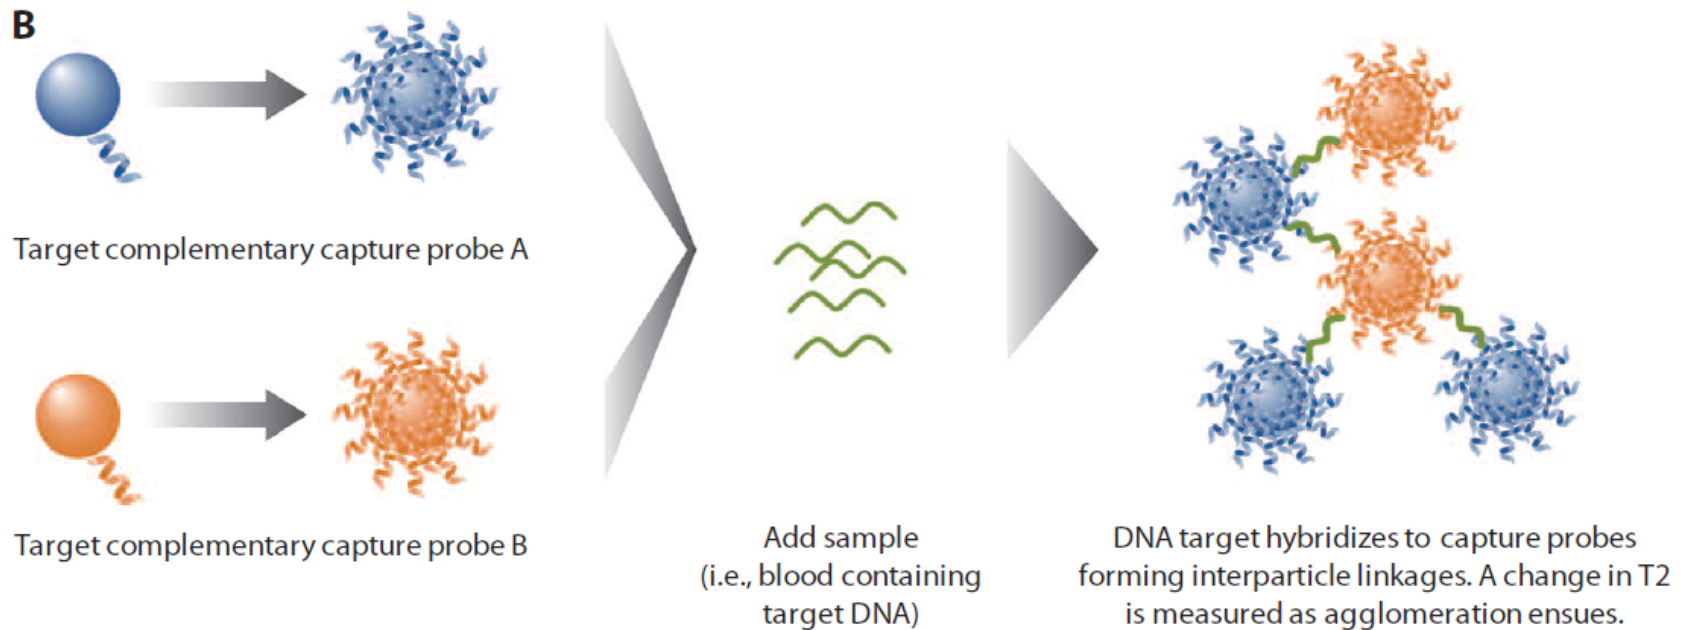 B
Target complementary capture probe A
Target complementary capture probe B
Add sample
(i.e., blood containing
target DNA)
DNA target hybridizes to capture probes
forming interparticle linkages. A change in T2
is measured as agglomeration ensues.